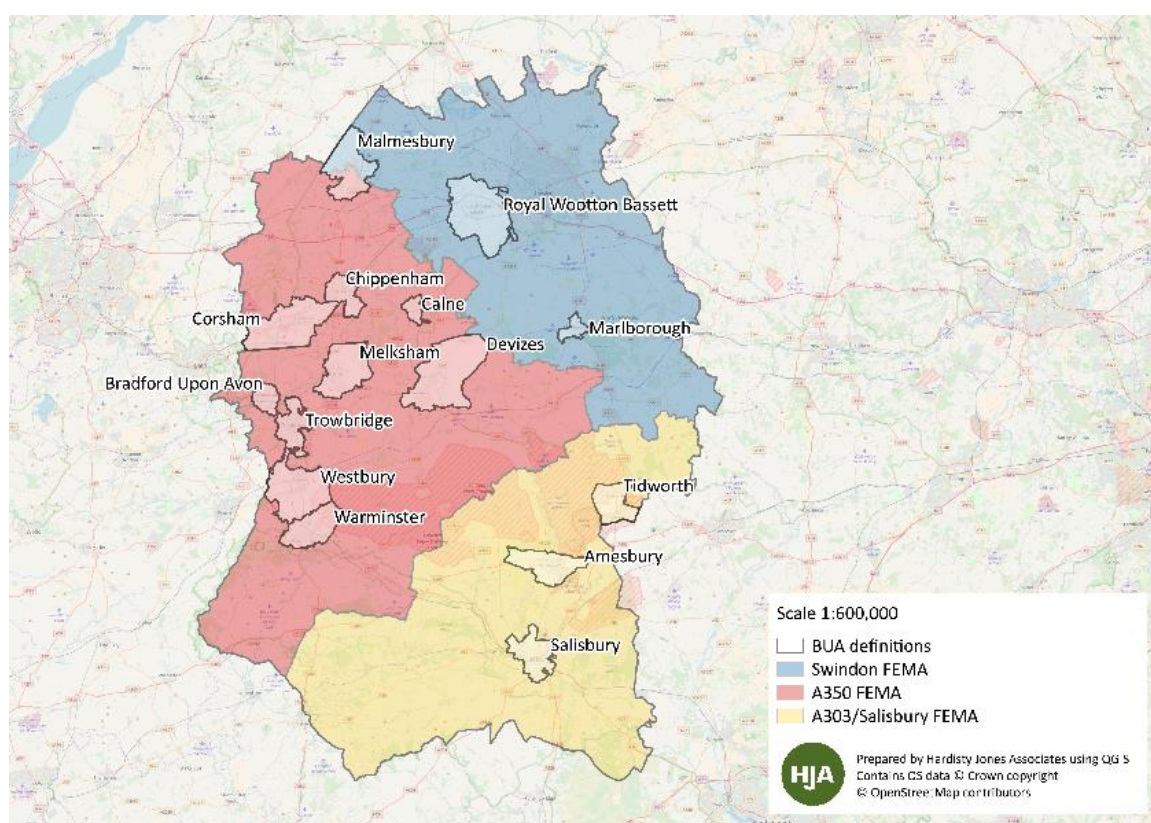 Malmesbury
Royal Wootton Bassett
Chippenham
Calne
Corsham
Marlborough
Melksham
Devizes
Bradford Upon Avon
Trowbridge
Westbury
Tidworth
Warminster
Amesbury
Salisbury
Scale 1:600,000
BUA definitions
Swindon FEMA
A350 FEMA
A303/Salisbury FEMA
HJA
Prepared by Hardisty Jones Associates using QGIS
Contains OS data © Crown copyright
© OpenStreetMap contributors